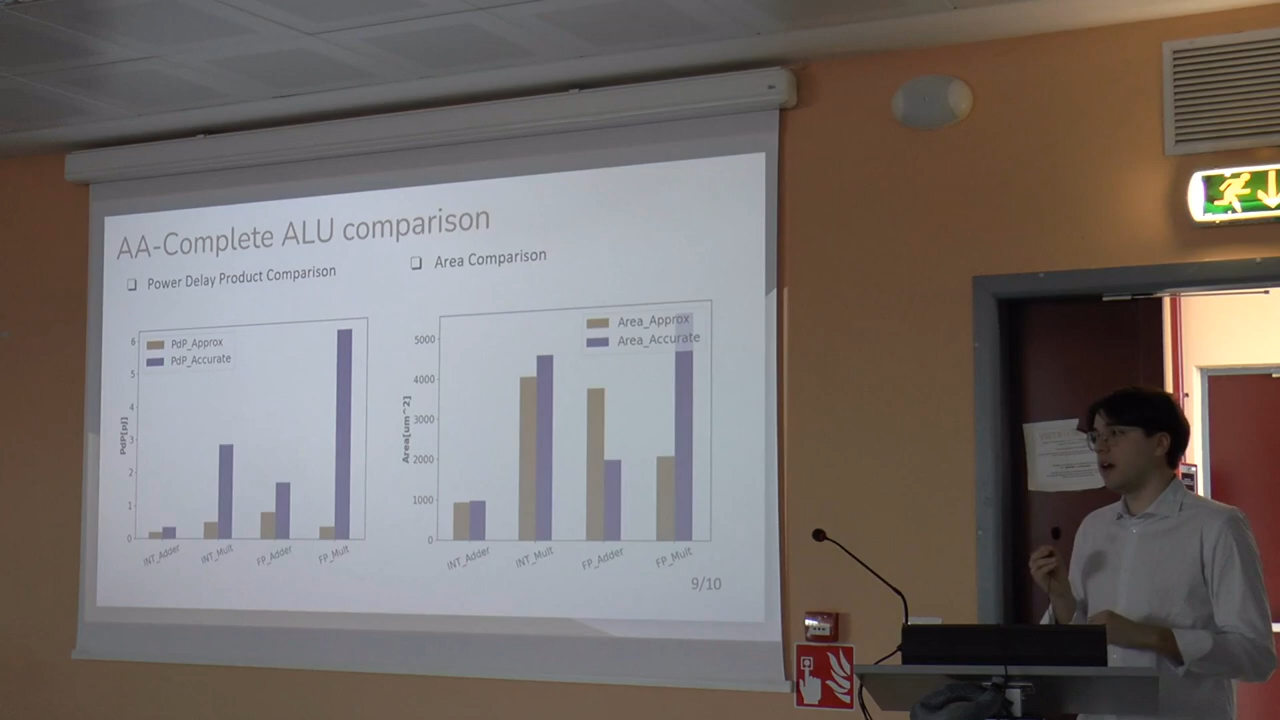 AA-Complete ALU comparison
❑ Power Delay Product Comparison
❑ Area Comparison
PdP_Approx
PdP_Accurate
PdP[pJ]
6
5
4
3
2
1
0
INT_Adder
INT_Mult
FP_Adder
FP_Mult
Area_Approx
Area_Accurate
Area[um^2]
5000
4000
3000
2000
1000
0
INT_Adder
INT_Mult
FP_Adder
FP_Mult
9/10